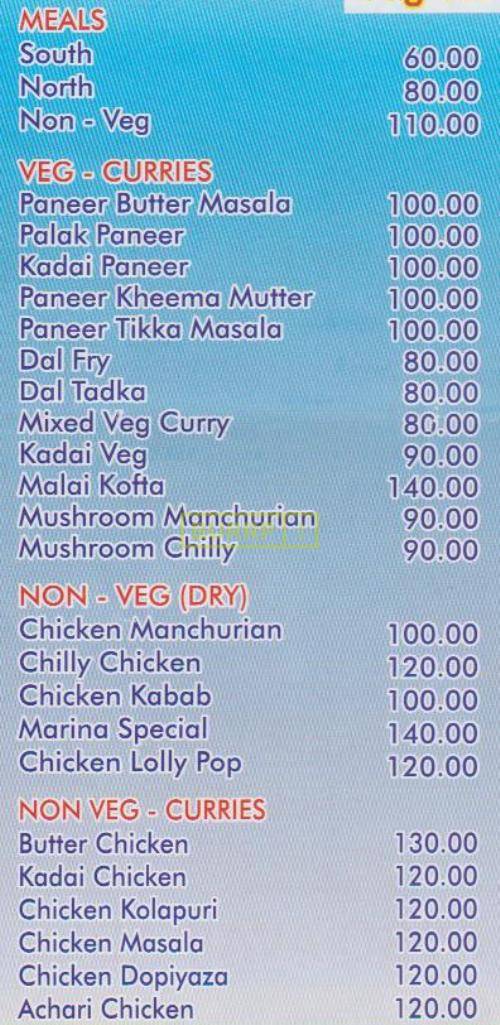 MEALS
South 60.00
North 80.00
Non - Veg 110.00
VEG - CURRIES
Paneer Butter Masala 100.00
Palak Paneer 100.00
Kadai Paneer 100.00
Paneer Kheema Mutter 100.00
Paneer Tikka Masala 100.00
Dal Fry 80.00
Dal Tadka 80.00
Mixed Veg Curry 80.00
Kadai Veg 90.00
Malai Kofta 140.00
Mushroom Manchurian 90.00
Mushroom Chilly 90.00
NON - VEG (DRY)
Chicken Manchurian 100.00
Chilly Chicken 120.00
Chicken Kabab 100.00
Marina Special 140.00
Chicken Lolly Pop 120.00
NON VEG - CURRIES
Butter Chicken 130.00
Kadai Chicken 120.00
Chicken Kolapuri 120.00
Chicken Masala 120.00
Chicken Dopiyaza 120.00
Achari Chicken 120.00